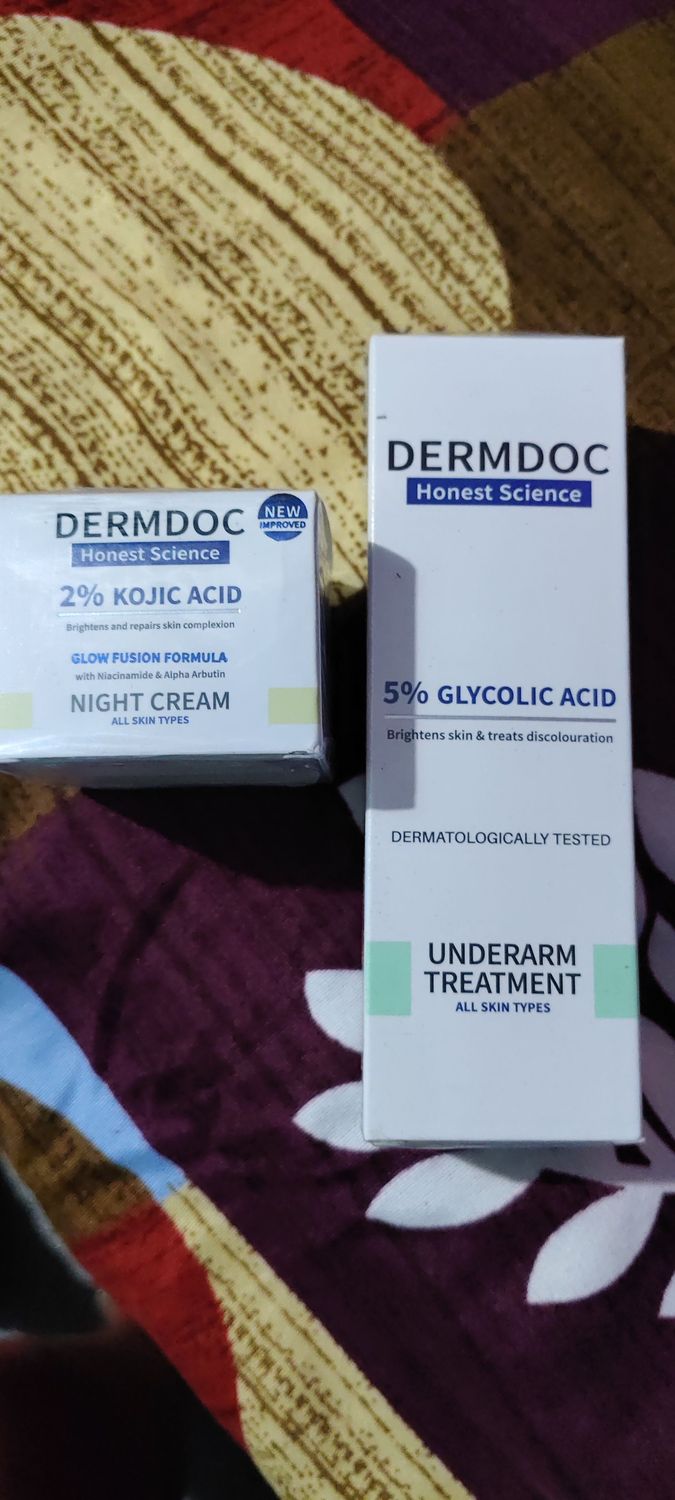 DERMDOC
Honest Science
NEW
IMPROVED
2% KOJIC ACID
Brightens and repairs skin complexion
GLOW FUSION FORMULA
with Niacinamide & Alpha Arbutin
NIGHT CREAM
ALL SKIN TYPES
DERMDOC
Honest Science
5% GLYCOLIC ACID
Brightens skin & treats discolouration
DERMATOLOGICALLY TESTED
UNDERARM
TREATMENT
ALL SKIN TYPES